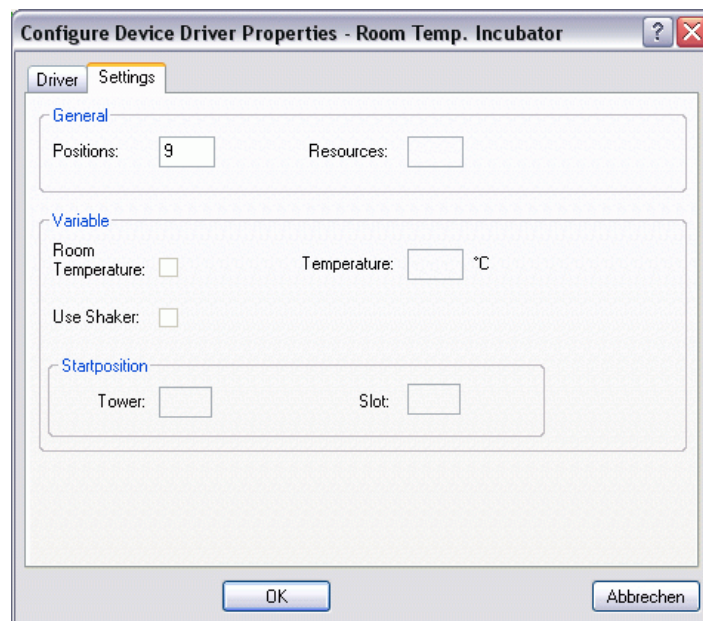 Configure Device Driver Properties - Room Temp. Incubator
?
Driver Settings
General
Positions: 9 Resources:
Variable
Room
Temperature: Temperature: °C
Use Shaker:
Startposition
Tower: Slot:
OK Abbrechen